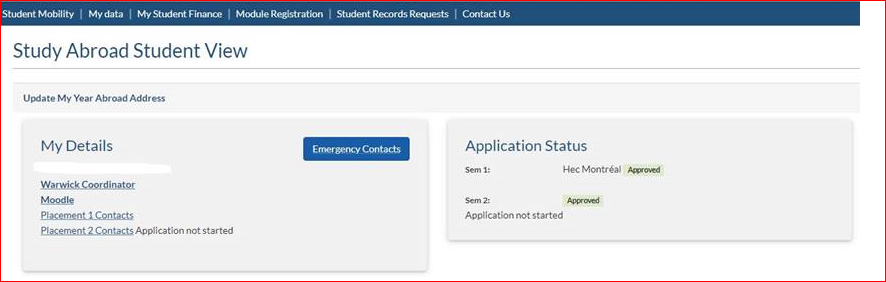 Student Mobility | My data | My Student Finance | Module Registration | Student Records Requests | Contact Us
Study Abroad Student View
Update My Year Abroad Address
My Details
Emergency Contacts
Warwick Coordinator
Moodle
Placement 1 Contacts
Placement 2 Contacts Application not started
Application Status
Sem 1: Hec Montréal Approved
Sem 2: Approved
Application not started